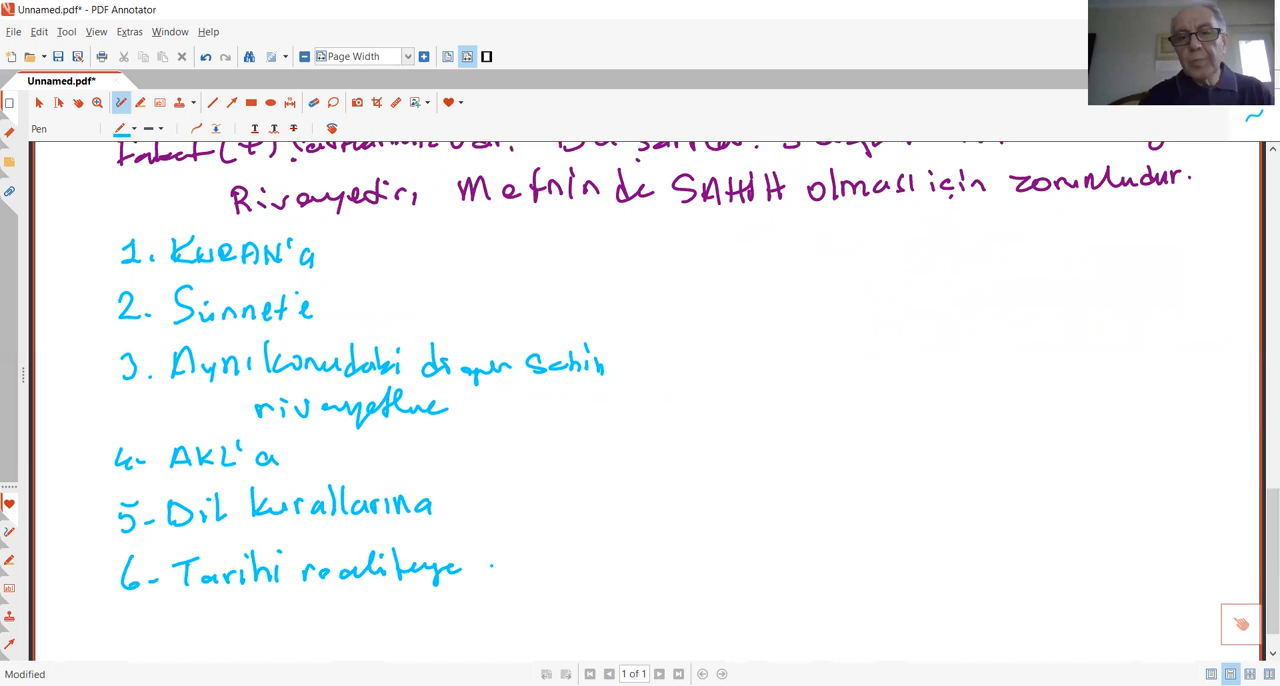 Unnamed.pdf* - PDF Annotator
File Edit Tool View Extras Window Help
Page Width
Unnamed.pdf*
Pen
Rivayetin, Metnin de SAHİH olması için zorunludur.
1. KURAN'a
2. Sünnet'e
3. Aynı konudaki diğer sahih
rivayetlere
4- AKL'a
5- Dil kurallarına
6- Tarihi realiteye
Modified
1 of 1